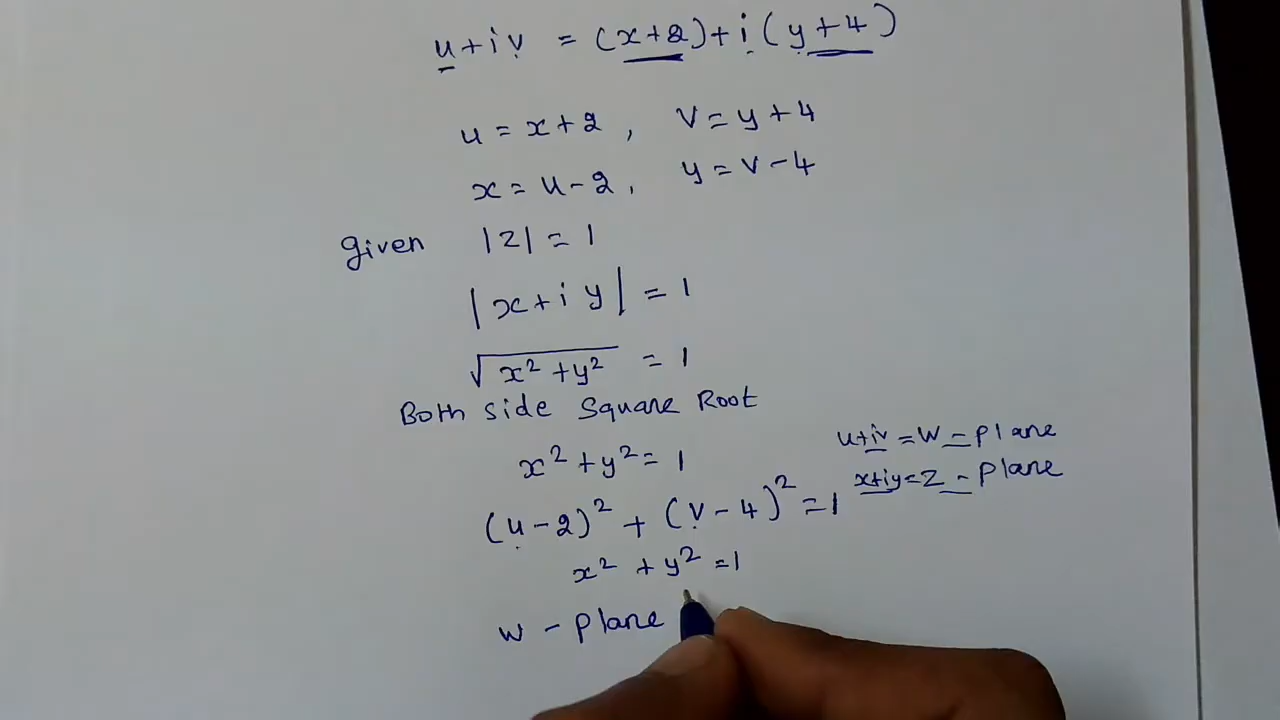 u+iv = (x+2)+i(y+4)
u = x+2, v=y+4
x = u-2, y=v-4
Given |z| = 1
|x+iy| = 1
√x²+y² = 1
Both side Square Root
x²+y²=1
u+iv = W-plane
x+iy=z-plane
(u-2)² + (v-4)² =1
x² + y² =1
w - plane